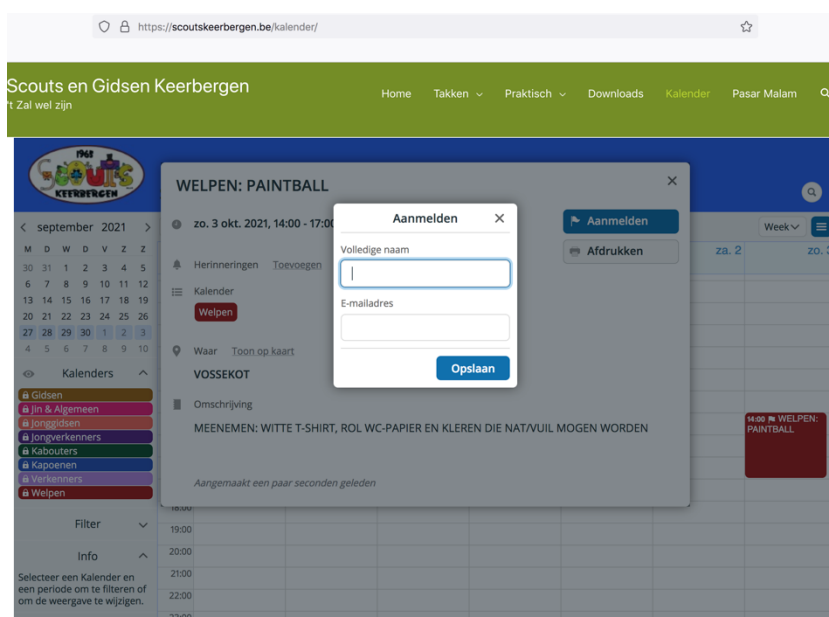 https://scoutskeerbergen.be/kalender/
Scouts en Gidsen Keerbergen
't Zal wel zijn
Home Takken Praktisch Downloads Kalender Pasar Malam
1968
SCOUTS
KEERBERGEN
september 2021
M D W D V Z Z
30 31 1 2 3 4 5
6 7 8 9 10 11 12
13 14 15 16 17 18 19
20 21 22 23 24 25 26
27 28 29 30 1 2 3
4 5 6 7 8 9 10
Kalenders
Gidsen
Jin & Algemeen
Jonggidsen
Jongverkenners
Kabouters
Kapoenen
Verkenners
Welpen
Filter
Info
Selecteer een Kalender en
een periode om te filteren of
om de weergave te wijzigen.
WELPEN: PAINTBALL
zo. 3 okt. 2021, 14:00 - 17:00
Herinneringen Toevoegen
Kalender
Welpen
Waar Toon op kaart
VOSSEKOT
Omschrijving
MEENEMEN: WITTE T-SHIRT, ROL WC-PAPIER EN KLEREN DIE NAT/VUIL MOGEN WORDEN
Aangemaakt een paar seconden geleden
Aanmelden
Afdrukken
Aanmelden
Volledige naam
E-mailadres
Opslaan
Week
za. 2 zo.
14:00 WELPEN:
PAINTBALL
18:00
19:00
20:00
21:00
22:00
23:00